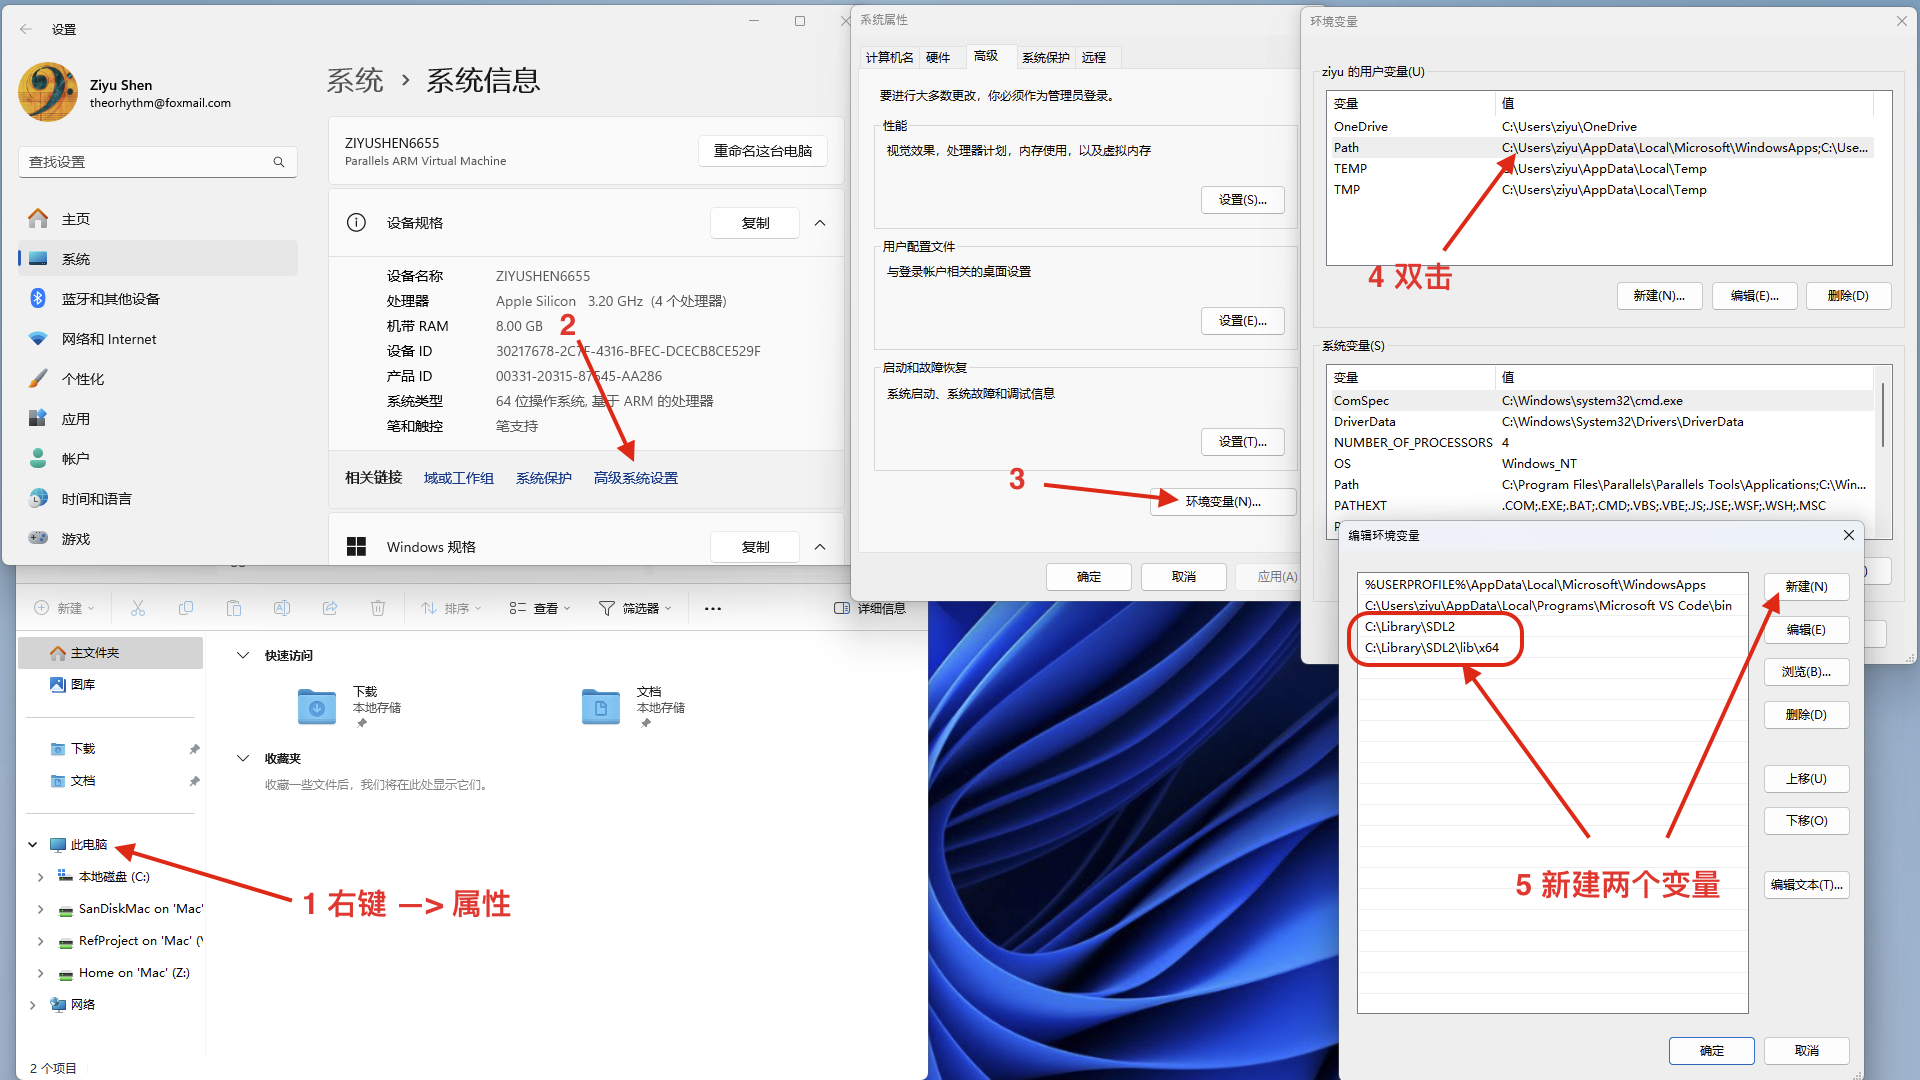 设置
Ziyu Shen
theorhythm@foxmail.com
查找设置
主页
系统
蓝牙和其他设备
网络和 Internet
个性化
应用
帐户
时间和语言
游戏
系统 › 系统信息
ZIYUSHEN6655
Parallels ARM Virtual Machine
重命名这台电脑
设备规格
复制
设备名称 ZIYUSHEN6655
处理器 Apple Silicon 3.20 GHz (4 个处理器)
机带 RAM 8.00 GB
2
设备 ID 30217678-2C7F-4316-BFEC-DCECB8CE529F
产品 ID 00331-20315-87545-AA286
系统类型 64 位操作系统, 基于 ARM 的处理器
笔和触控 笔支持
相关链接 域或工作组 系统保护 高级系统设置
Windows 规格
复制
系统属性
计算机名 硬件 高级 系统保护 远程
要进行大多数更改，你必须作为管理员登录。
性能
视觉效果，处理器计划，内存使用，以及虚拟内存
设置(S)...
用户配置文件
与登录帐户相关的桌面设置
设置(E)...
启动和故障恢复
系统启动、系统故障和调试信息
设置(T)...
3
环境变量(N)...
确定 取消 应用(A)
环境变量
ziyu 的用户变量(U)
变量 值
OneDrive C:\Users\ziyu\OneDrive
Path C:\Users\ziyu\AppData\Local\Microsoft\WindowsApps;C:\Use...
TEMP C:\Users\ziyu\AppData\Local\Temp
TMP C:\Users\ziyu\AppData\Local\Temp
4 双击
新建(N)... 编辑(E)... 删除(D)
系统变量(S)
变量 值
ComSpec C:\Windows\system32\cmd.exe
DriverData C:\Windows\System32\Drivers\DriverData
NUMBER_OF_PROCESSORS 4
OS Windows_NT
Path C:\Program Files\Parallels\Parallels Tools\Applications;C:\Win...
PATHEXT .COM;.EXE;.BAT;.CMD;.VBS;.VBE;.JS;.JSE;.WSF;.WSH;.MSC
编辑环境变量
%USERPROFILE%\AppData\Local\Microsoft\WindowsApps
C:\Users\ziyu\AppData\Local\Programs\Microsoft VS Code\bin
C:\Library\SDL2
C:\Library\SDL2\lib\x64
新建(N)
编辑(E)
浏览(B)...
删除(D)
上移(U)
下移(O)
编辑文本(T)...
5 新建两个变量
确定 取消
新建 排序 查看 筛选器 ••• 详细信息
主文件夹
图库
下载
文档
此电脑
本地磁盘 (C:)
SanDiskMac on 'Mac'
RefProject on 'Mac' (
Home on 'Mac' (Z:)
网络
2 个项目
快速访问
下载
本地存储
文档
本地存储
收藏夹
收藏一些文件后，我们将在此处显示它们。
1 右键 —> 属性